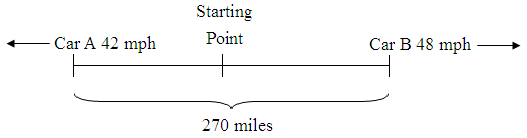 Starting
Point
Car A 42 mph
Car B 48 mph
270 miles